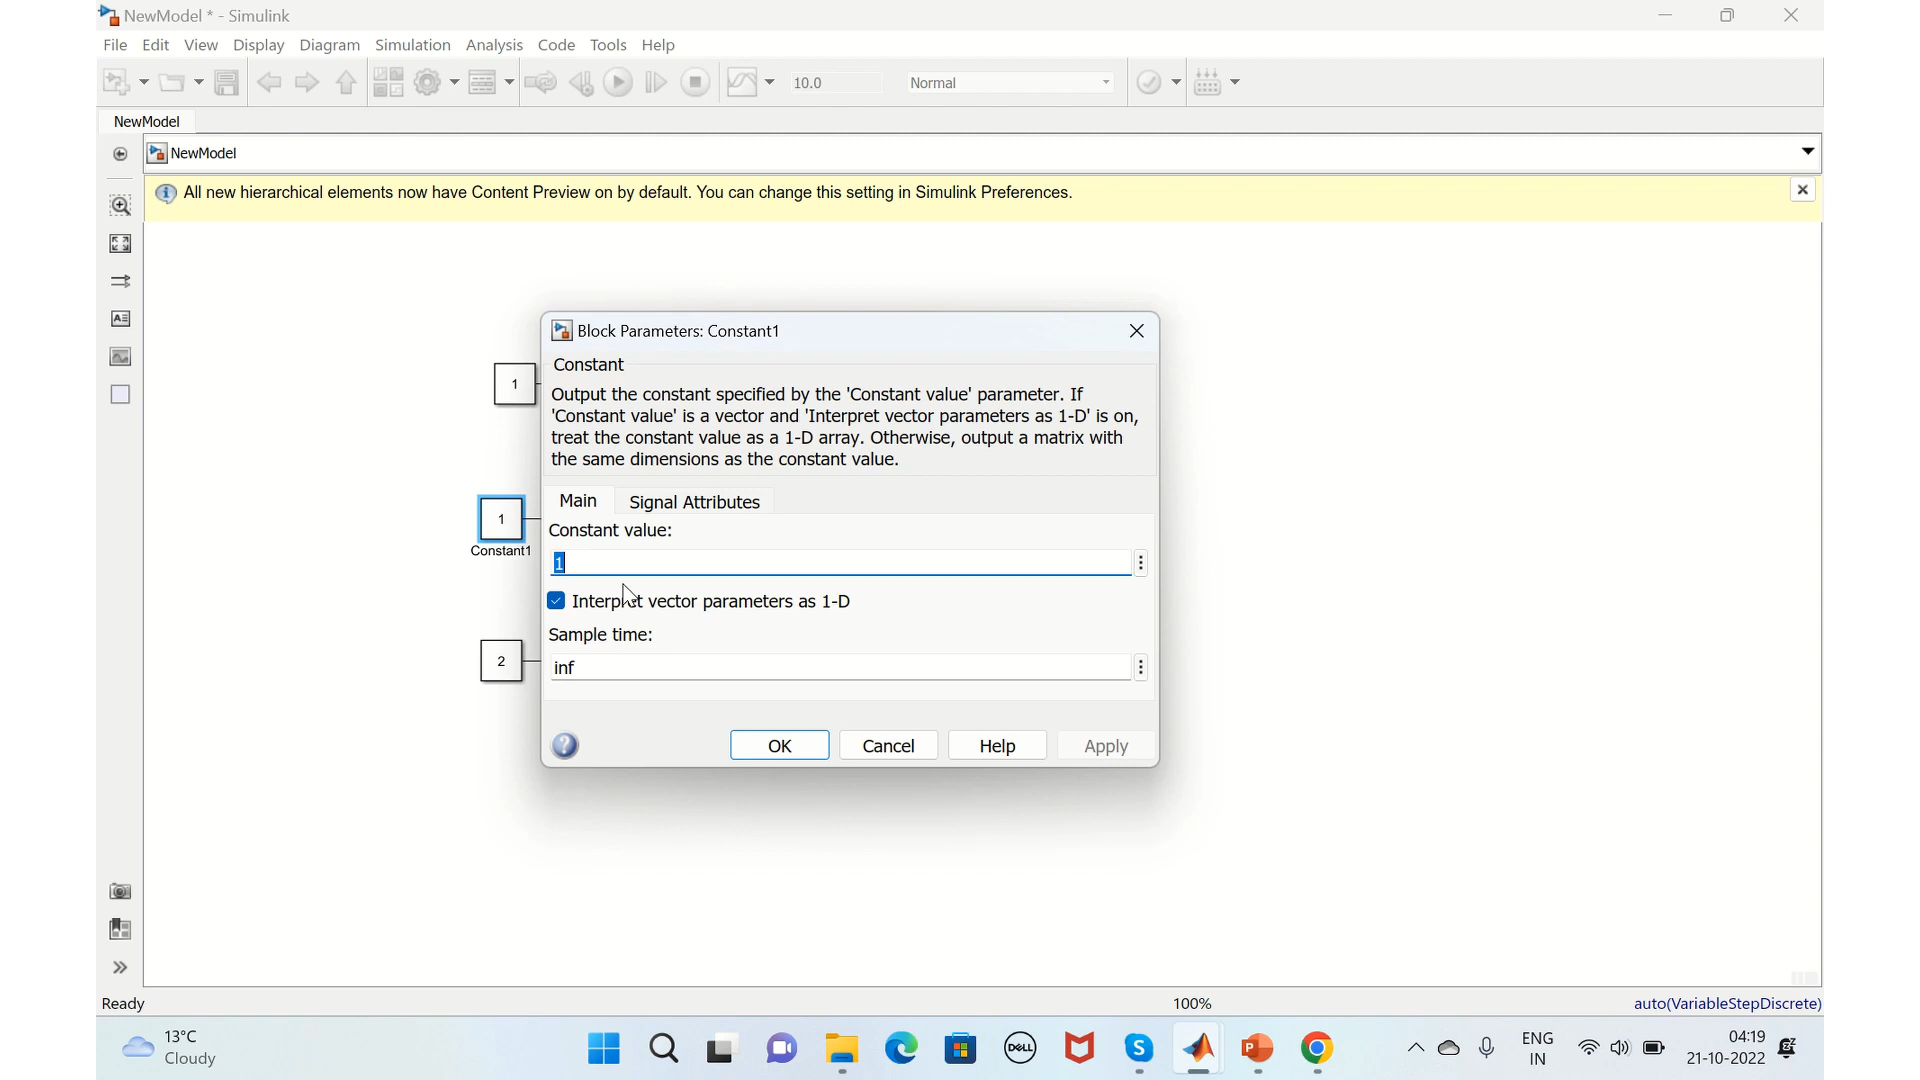 NewModel * - Simulink
File Edit View Display Diagram Simulation Analysis Code Tools Help
10.0 Normal
NewModel
NewModel
All new hierarchical elements now have Content Preview on by default. You can change this setting in Simulink Preferences.
1
Block Parameters: Constant1
Constant
Output the constant specified by the 'Constant value' parameter. If
'Constant value' is a vector and 'Interpret vector parameters as 1-D' is on,
treat the constant value as a 1-D array. Otherwise, output a matrix with
the same dimensions as the constant value.
Main Signal Attributes
1
Constant1
Constant value:
1
Interpret vector parameters as 1-D
Sample time:
2
inf
OK Cancel Help Apply
Ready 100% auto(VariableStepDiscrete)
13°C
Cloudy
DELL
ENG
IN
04:19
21-10-2022